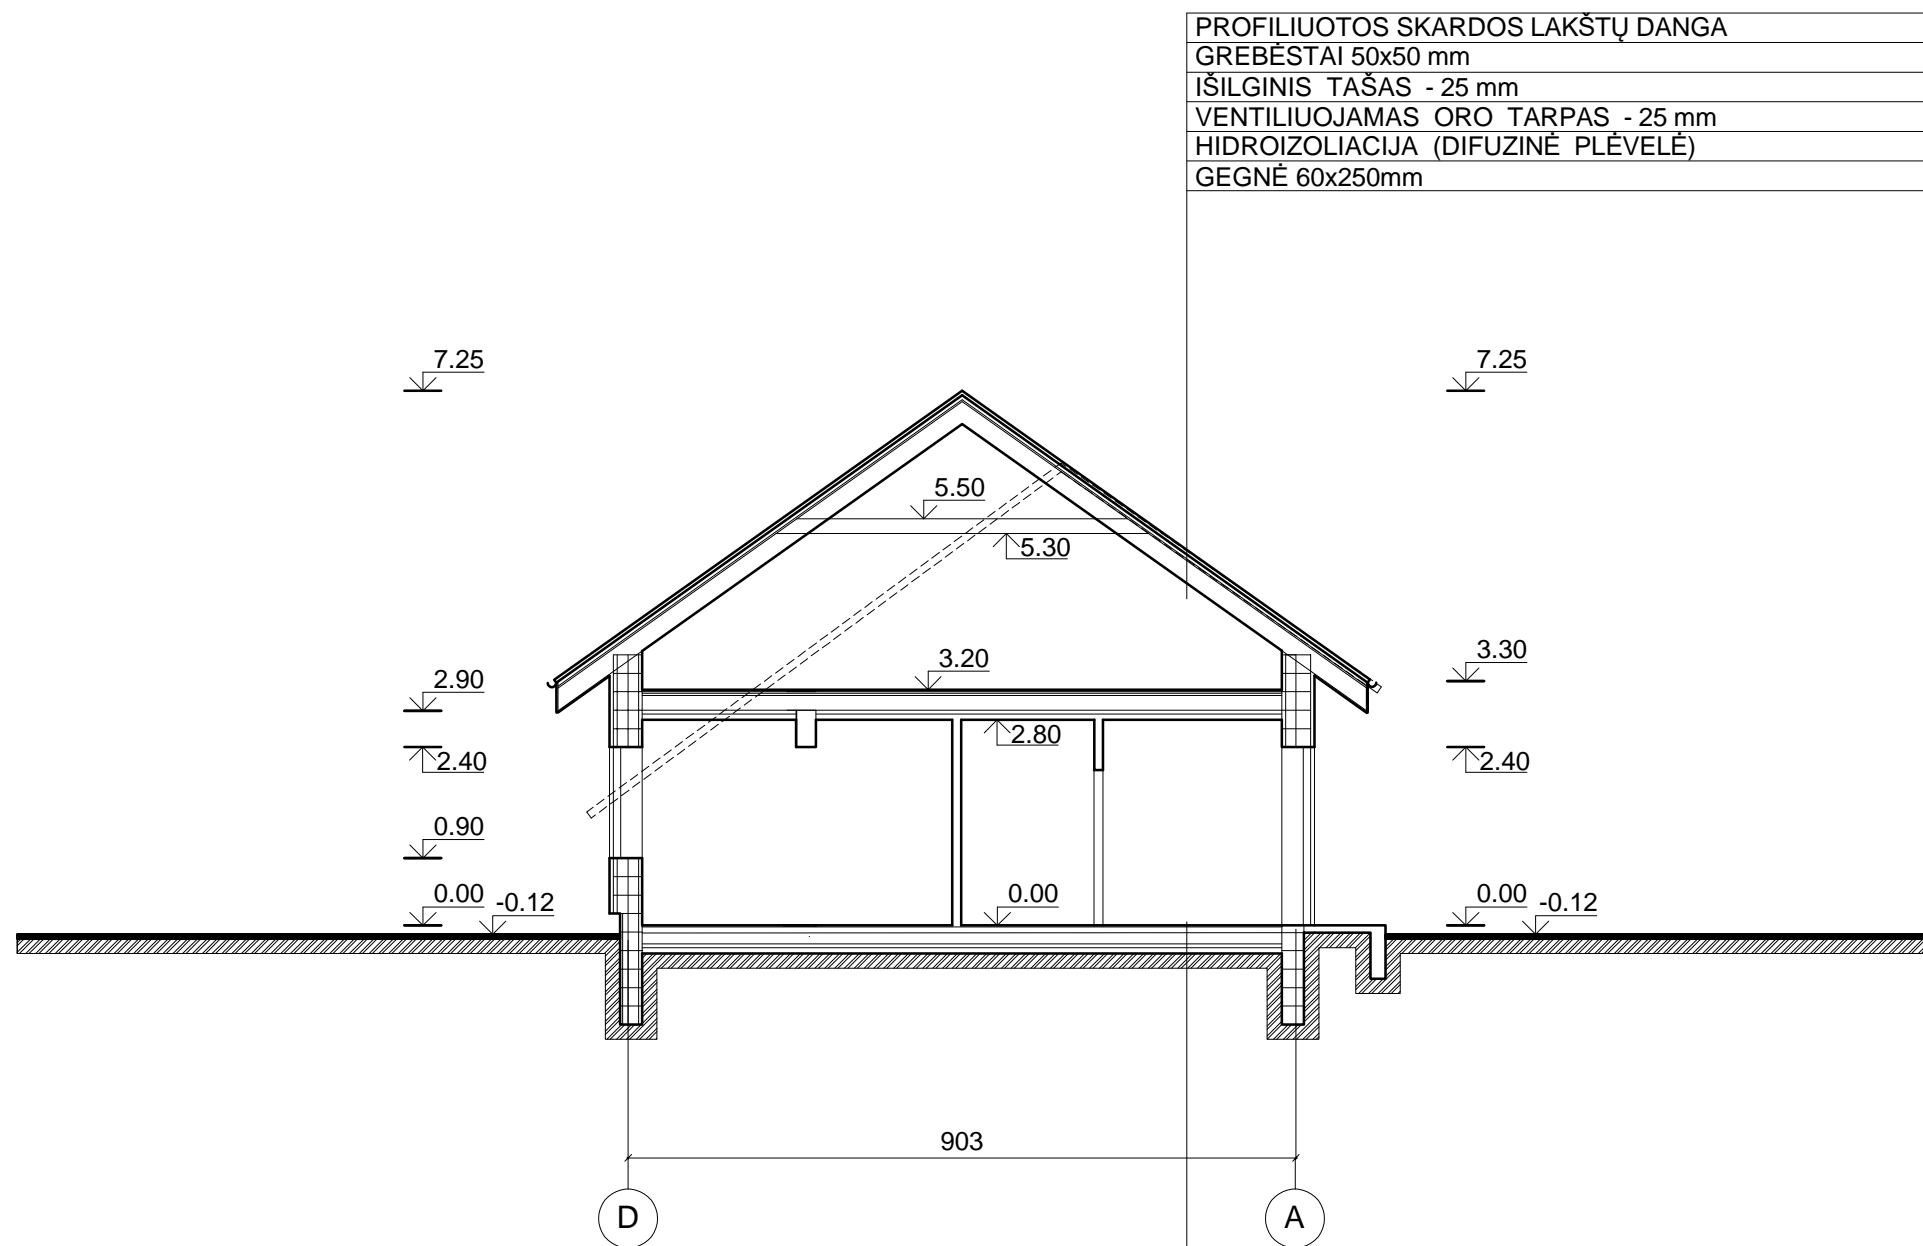 PROFILIUOTOS SKARDOS LAKŠTŲ DANGA
GREBĖSTAI 50x50 mm
IŠILGINIS TAŠAS - 25 mm
VENTILIUOJAMAS ORO TARPAS - 25 mm
HIDROIZOLIACIJA (DIFUZINĖ PLĖVELĖ)
GEGNĖ 60x250mm
7.25
7.25
5.50
5.30
3.20
3.30
2.90
2.80
2.40
2.40
0.90
0.00
-0.12
0.00
0.00
-0.12
903
D
A